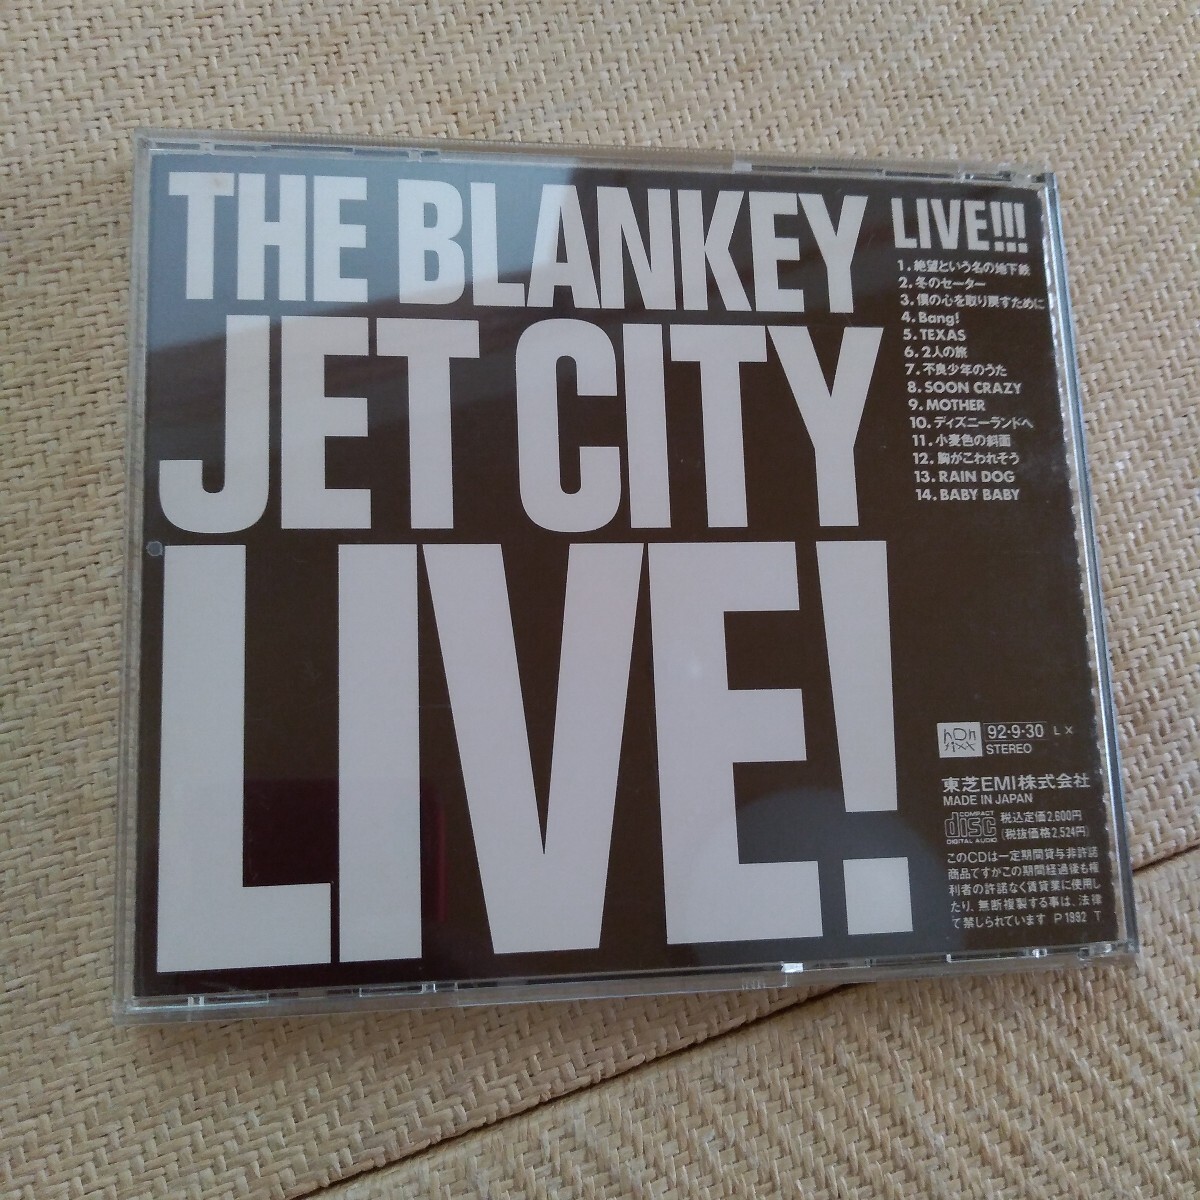 THE BLANKEY
JET CITY
LIVE!
LIVE!!!
1.絶望という名の地下鉄
2.冬のセーター
3.僕の心を取り戻すために
4.Bang!
5.TEXAS
6.2人の旅
7.不良少年のうた
8.SOON CRAZY
9.MOTHER
10.ディズニーランドへ
11.小麦色の斜面
12.胸がこわれそう
13.RAIN DOG
14.BABY BABY
92・9・30 L X
STEREO
東芝EMI株式会社
MADE IN JAPAN
COMPACT
disc
DIGITAL AUDIO
税込定価2,600円
(税抜価格2,524円)
このCDは一定期間貸与非許諾
商品ですがこの期間経過後も権
利者の許諾なく賃貸業に使用し
たり、無断複製する事は、法律
で禁じられています P1992 T